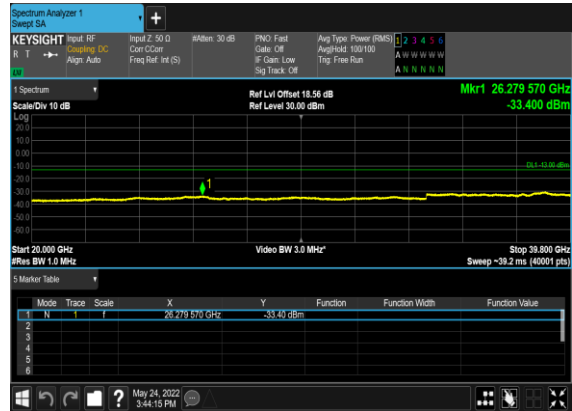 Spectrum Analyzer 1
Swept SA
+
KEYSIGHT Input: RF Input Z: 50 Ω #Atten: 30 dB PNO: Fast Avg Type: Power (RMS) 1 2 3 4 5 6
R T Coupling: DC Corr CCorr Gate: Off Avg|Hold: 100/100 A W W W W W
Align: Auto Freq Ref: Int (S) IF Gain: Low Trig: Free Run
Sig Track: Off A N N N N N
1 Spectrum Ref Lvl Offset 18.56 dB Mkr1 26.279 570 GHz
Scale/Div 10 dB Ref Level 30.00 dBm -33.400 dBm
Log
20.0
10.0
0.00
-10.0 DL1 -13.00 dBm
-20.0
-30.0 1
-40.0
-50.0
-60.0
Start 20.000 GHz Video BW 3.0 MHz* Stop 39.800 GHz
#Res BW 1.0 MHz Sweep ~39.2 ms (40001 pts)
5 Marker Table
Mode Trace Scale X Y Function Function Width Function Value
1 N 1 f 26.279 570 GHz -33.40 dBm
2
3
4
5
6
? May 24, 2022
3:44:15 PM